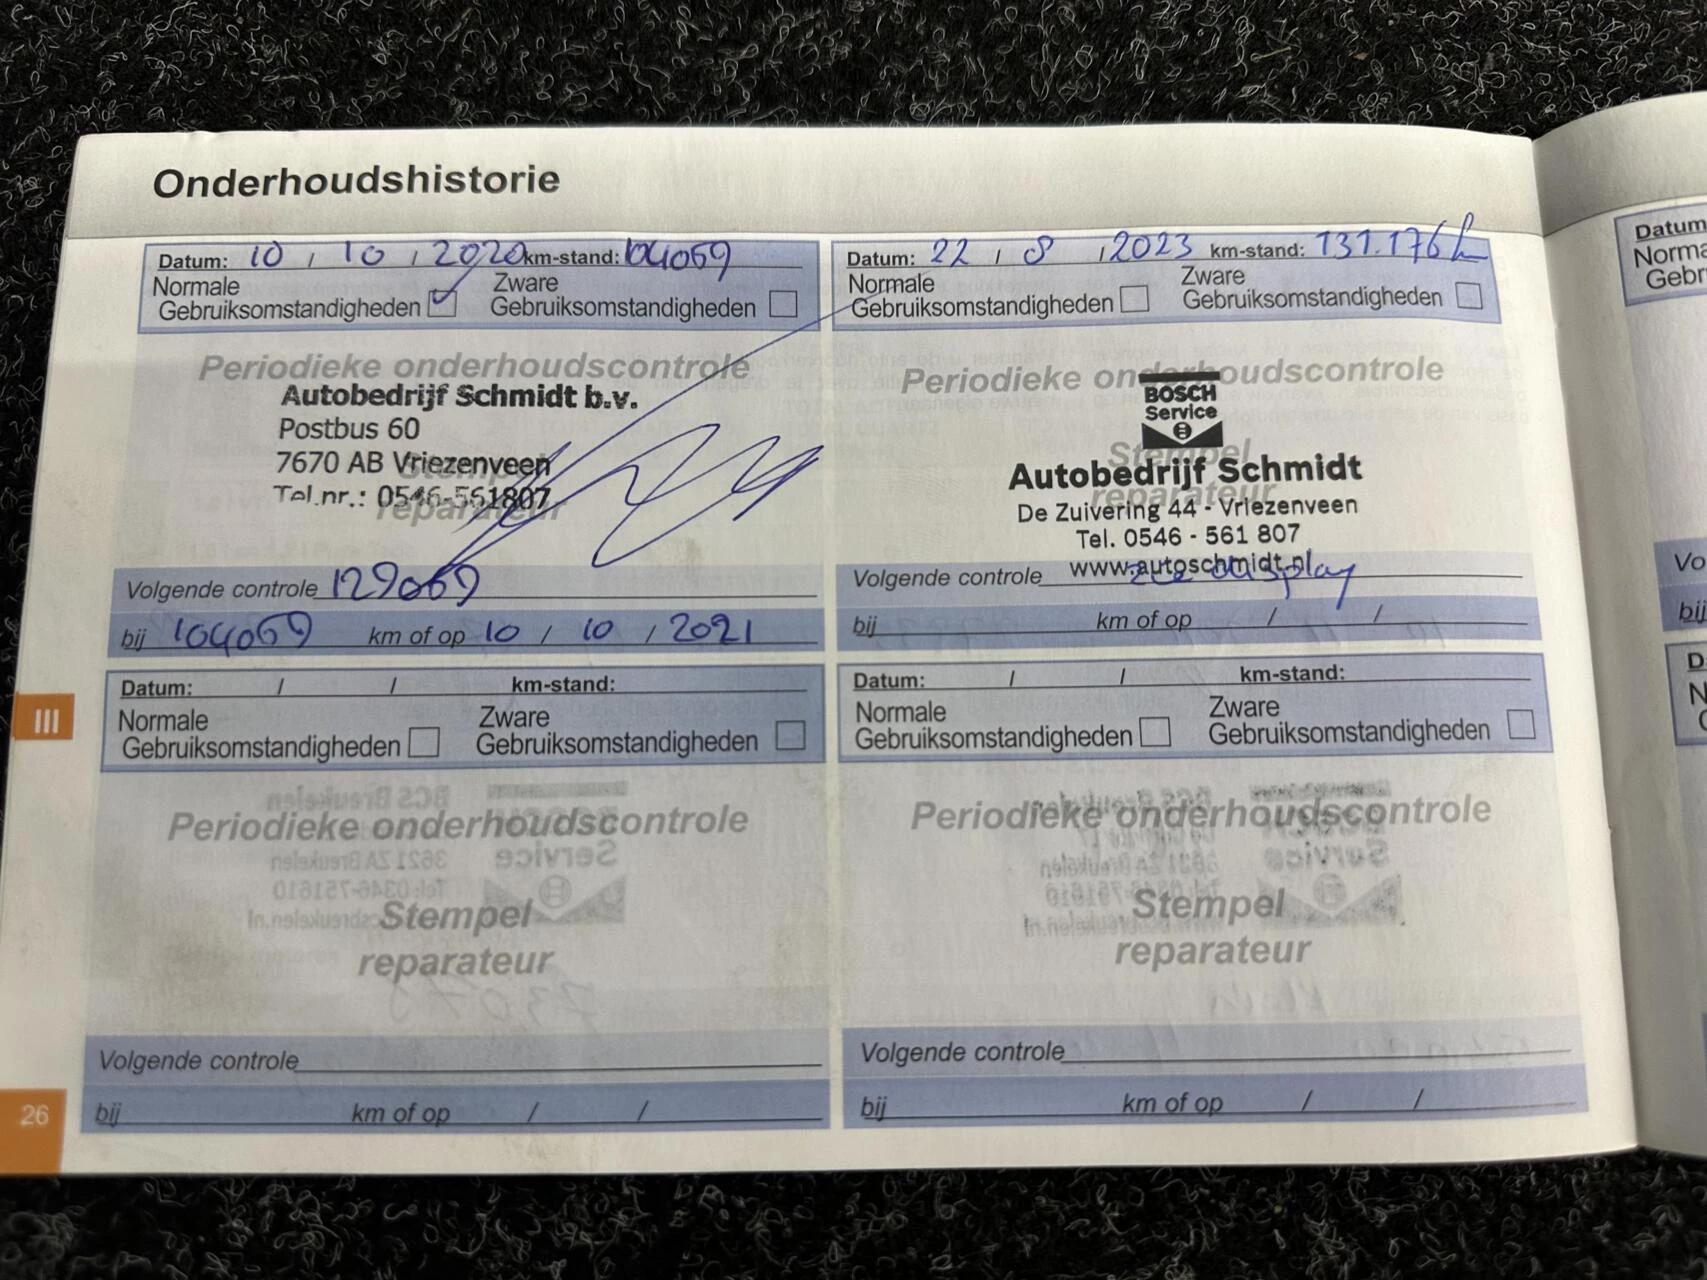 Onderhoudshistorie
Datum: 10 / 10 / 2020 km-stand: 104069
Normale
Gebruiksomstandigheden
Zware
Gebruiksomstandigheden
Periodieke onderhoudscontrole
Autobedrijf Schmidt b.v.
Postbus 60
7670 AB Vriezenveen
Tel.nr.: 0546-561807
Stempel
reparateur
Volgende controle 129069
bij 104069 km of op 10 / 10 / 2021
Datum: 22 / 8 / 2023 km-stand: 131.176
Normale
Gebruiksomstandigheden
Zware
Gebruiksomstandigheden
Periodieke onderhoudscontrole
BOSCH
Service
Stempel
Autobedrijf Schmidt
reparateur
De Zuivering 44 - Vriezenveen
Tel. 0546 - 561 807
www.autoschmidt.nl
Volgende controle zie display
bij km of op / /
III
Datum: / / km-stand:
Normale
Gebruiksomstandigheden
Zware
Gebruiksomstandigheden
Periodieke onderhoudscontrole
Stempel
reparateur
Volgende controle
bij km of op / /
Datum: / / km-stand:
Normale
Gebruiksomstandigheden
Zware
Gebruiksomstandigheden
Periodieke onderhoudscontrole
Stempel
reparateur
Volgende controle
bij km of op / /
26
Datum
bij